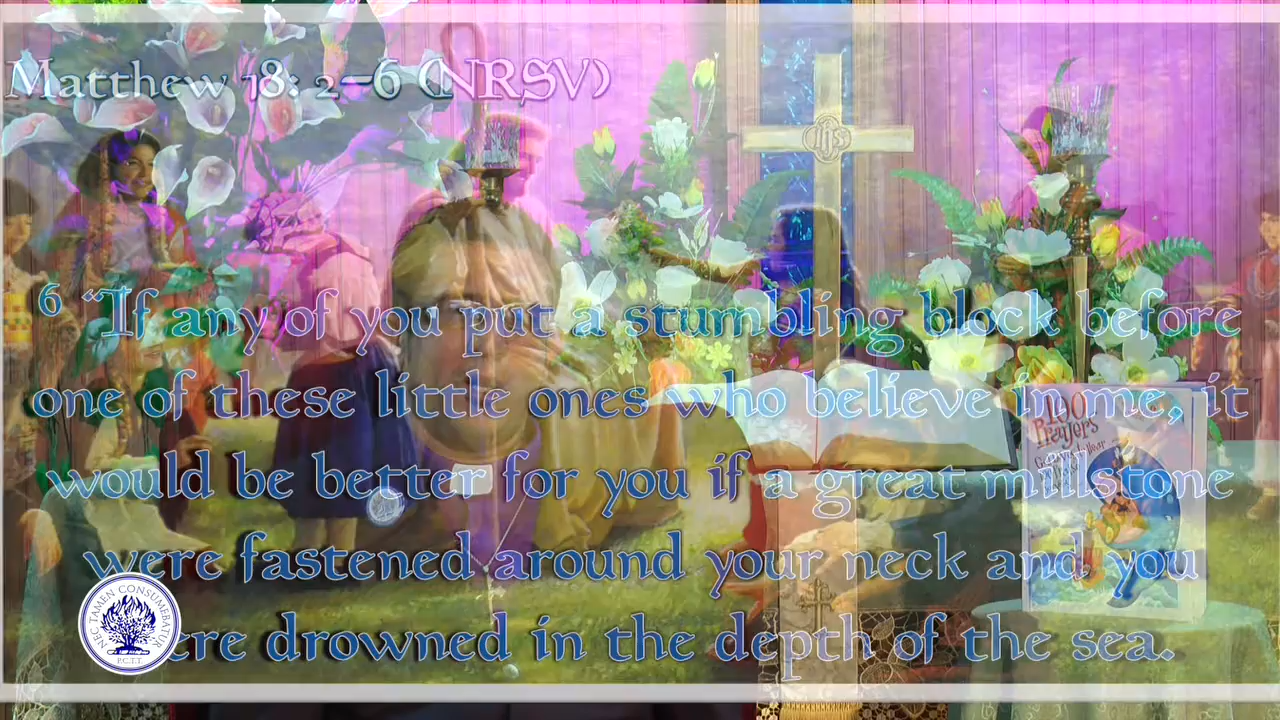 Matthew 18: 2–6 (NRSV)
IHS
6 “If any of you put a stumbling block before
one of these little ones who believe in me, it
would be better for you if a great millstone
were fastened around your neck and you
ere drowned in the depth of the sea.
100
Prayers
NEC TAMEN CONSUMEBATUR
P.C.T.T.